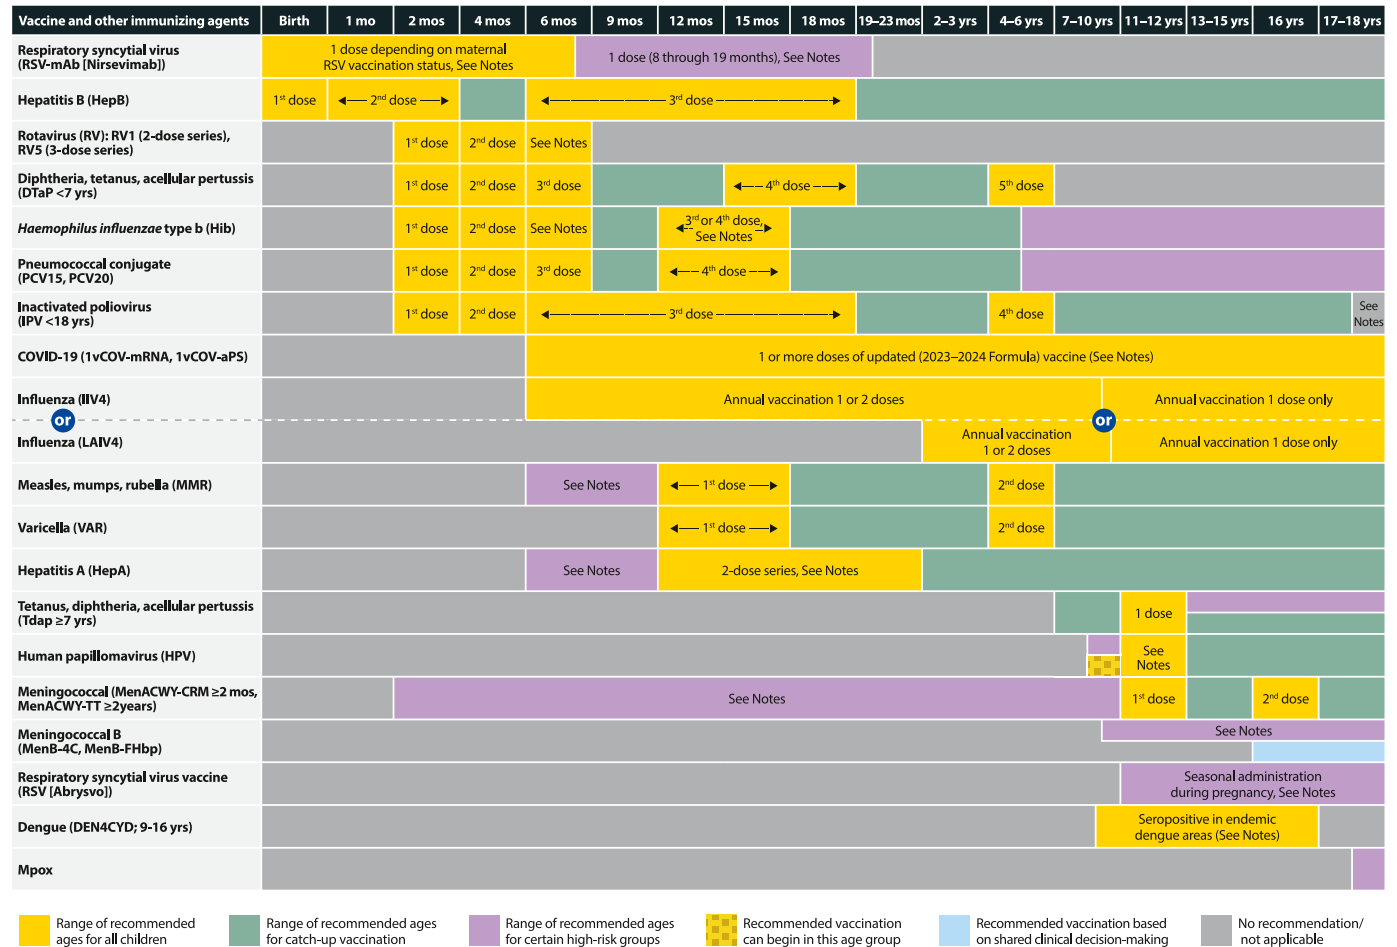 Vaccine and other immunizing agents Birth 1 mo 2 mos 4 mos 6 mos 9 mos 12 mos 15 mos 18 mos 19–23 mos 2–3 yrs 4–6 yrs 7–10 yrs 11–12 yrs 13–15 yrs 16 yrs 17–18 yrs
Respiratory syncytial virus
(RSV-mAb [Nirsevimab])
1 dose depending on maternal
RSV vaccination status, See Notes
1 dose (8 through 19 months), See Notes
Hepatitis B (HepB) 1st dose 2nd dose 3rd dose
Rotavirus (RV): RV1 (2-dose series),
RV5 (3-dose series)
1st dose 2nd dose See Notes
Diphtheria, tetanus, acellular pertussis
(DTaP <7 yrs)
1st dose 2nd dose 3rd dose 4th dose 5th dose
Haemophilus influenzae type b (Hib) 1st dose 2nd dose See Notes
3rd or 4th dose,
See Notes
Pneumococcal conjugate
(PCV15, PCV20)
1st dose 2nd dose 3rd dose 4th dose
Inactivated poliovirus
(IPV <18 yrs)
1st dose 2nd dose 3rd dose 4th dose
See
Notes
COVID-19 (1vCOV-mRNA, 1vCOV-aPS) 1 or more doses of updated (2023–2024 Formula) vaccine (See Notes)
Influenza (IIV4) Annual vaccination 1 or 2 doses Annual vaccination 1 dose only
or or
Influenza (LAIV4)
Annual vaccination
1 or 2 doses
Annual vaccination 1 dose only
Measles, mumps, rubella (MMR) See Notes 1st dose 2nd dose
Varicella (VAR) 1st dose 2nd dose
Hepatitis A (HepA) See Notes 2-dose series, See Notes
Tetanus, diphtheria, acellular pertussis
(Tdap ≥7 yrs)
1 dose
Human papillomavirus (HPV)
See
Notes
Meningococcal (MenACWY-CRM ≥2 mos,
MenACWY-TT ≥2years)
See Notes 1st dose 2nd dose
Meningococcal B
(MenB-4C, MenB-FHbp)
See Notes
Respiratory syncytial virus vaccine
(RSV [Abrysvo])
Seasonal administration
during pregnancy, See Notes
Dengue (DEN4CYD; 9-16 yrs)
Seropositive in endemic
dengue areas (See Notes)
Mpox
Range of recommended
ages for all children
Range of recommended ages
for catch-up vaccination
Range of recommended ages
for certain high-risk groups
Recommended vaccination
can begin in this age group
Recommended vaccination based
on shared clinical decision-making
No recommendation/
not applicable